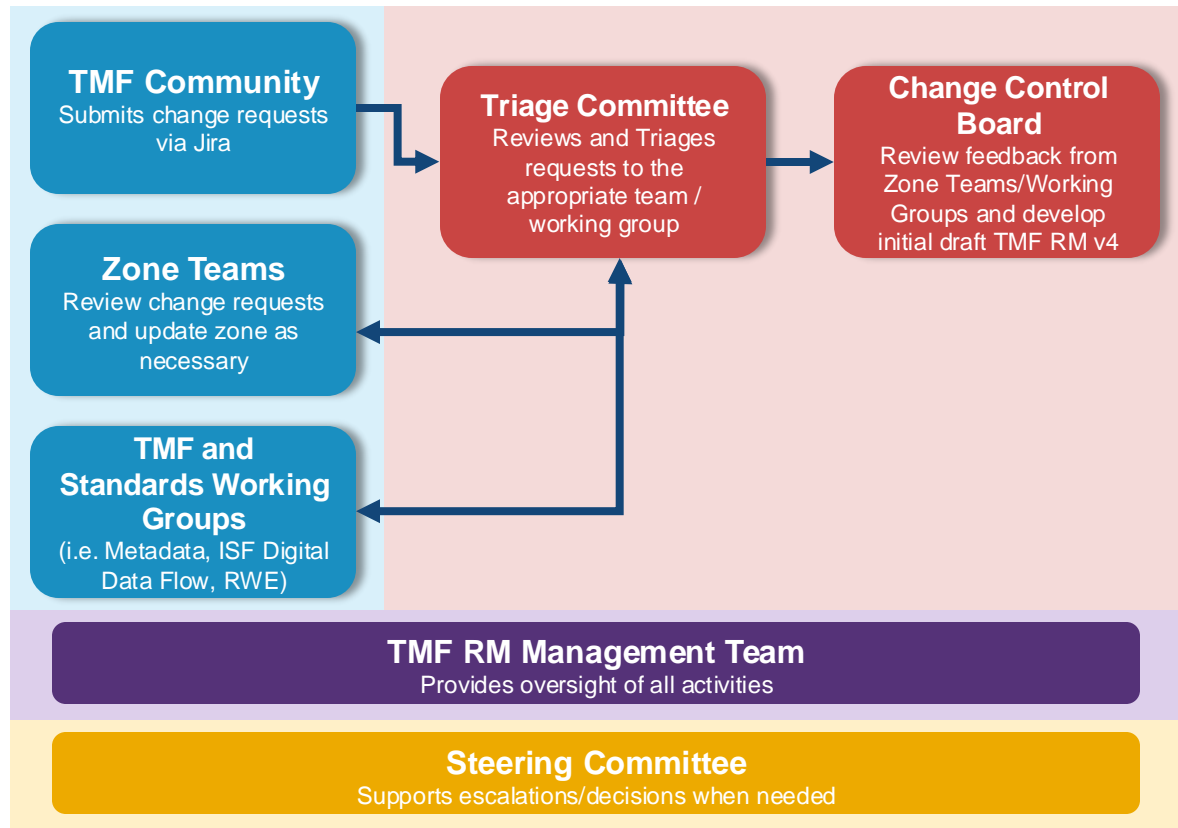 TMF Community
Submits change requests
via Jira
Triage Committee
Reviews and Triages
requests to the
appropriate team /
working group
Change Control
Board
Review feedback from
Zone Teams/Working
Groups and develop
initial draft TMF RM v4
Zone Teams
Review change requests
and update zone as
necessary
TMF and
Standards Working
Groups
(i.e. Metadata, ISF Digital
Data Flow, RWE)
TMF RM Management Team
Provides oversight of all activities
Steering Committee
Supports escalations/decisions when needed